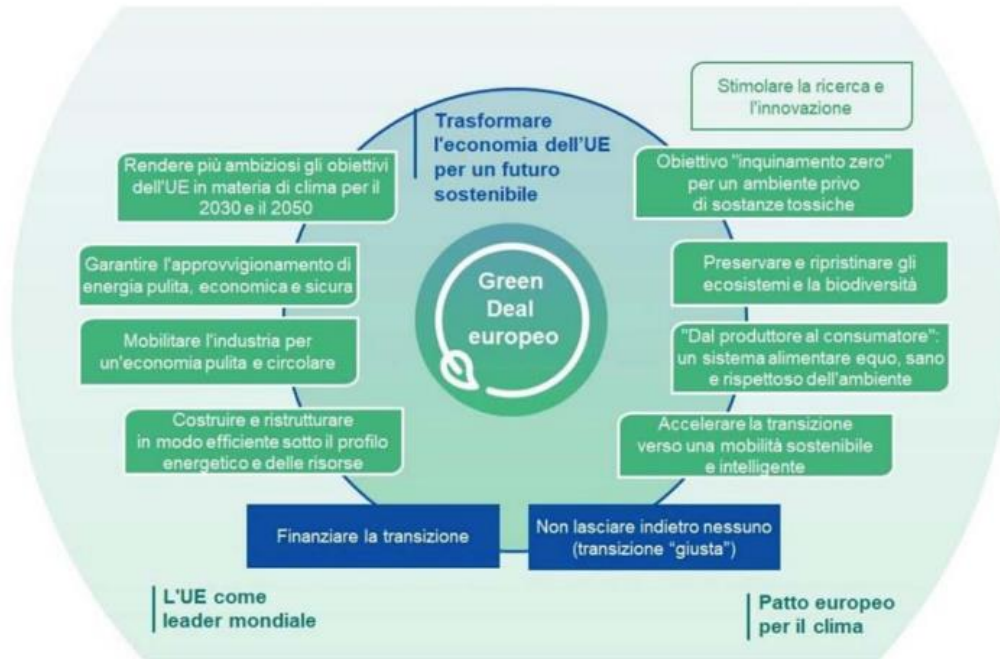 Stimolare la ricerca e
l'innovazione
Trasformare
l'economia dell'UE
per un futuro
sostenibile
Rendere più ambiziosi gli obiettivi
dell'UE in materia di clima per il
2030 e il 2050
Obiettivo "inquinamento zero"
per un ambiente privo
di sostanze tossiche
Garantire l'approvvigionamento di
energia pulita, economica e sicura
Preservare e ripristinare gli
ecosistemi e la biodiversità
Green
Deal
europeo
Mobilitare l'industria per
un'economia pulita e circolare
"Dal produttore al consumatore":
un sistema alimentare equo, sano
e rispettoso dell'ambiente
Costruire e ristrutturare
in modo efficiente sotto il profilo
energetico e delle risorse
Accelerare la transizione
verso una mobilità sostenibile
e intelligente
Finanziare la transizione
Non lasciare indietro nessuno
(transizione “giusta”)
L'UE come
leader mondiale
Patto europeo
per il clima